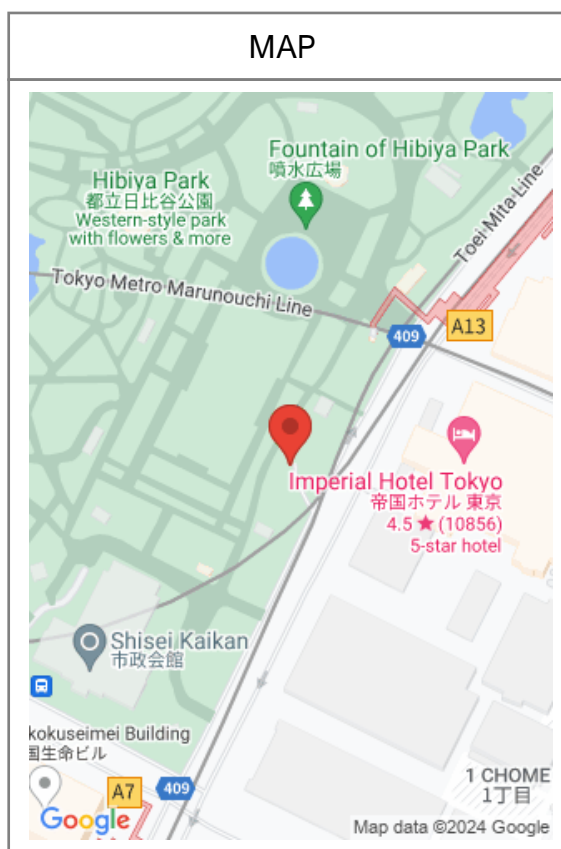 MAP
Fountain of Hibiya Park
噴水広場
Hibiya Park
都立日比谷公園
Western-style park
with flowers & more
Toei Mita Line
Tokyo Metro Marunouchi Line
409
A13
Imperial Hotel Tokyo
帝国ホテル 東京
4.5 ★ (10856)
5-star hotel
Shisei Kaikan
市政会館
kokuseimei Building
国生命ビル
A7
409
1 CHOME
1丁目
Google
Map data ©2024 Google